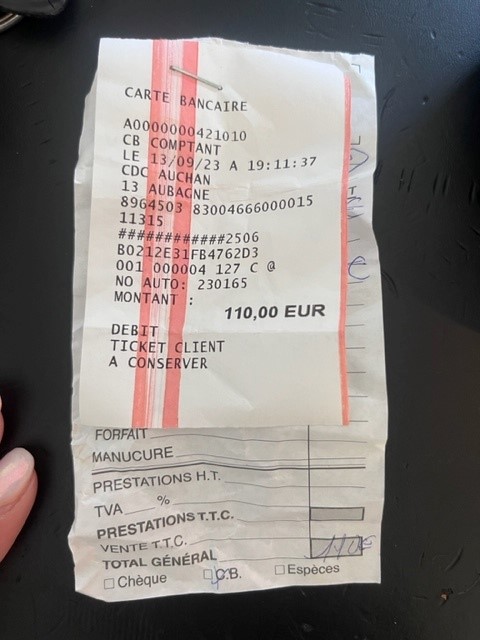 CARTE BANCAIRE
A0000000421010
CB COMPTANT
LE 13/09/23 A 19:11:37
CDC AUCHAN
13 AUBAGNE
8964503 83004666000015
11315
############2506
B0212E31FB4762D3
001 000004 127 C @
NO AUTO: 230165
MONTANT :
110,00 EUR
DEBIT
TICKET CLIENT
A CONSERVER
FORFAIT
MANUCURE
PRESTATIONS H.T.
TVA %
PRESTATIONS T.T.C.
VENTE T.T.C.
TOTAL GÉNÉRAL
Chèque C.B. Espèces